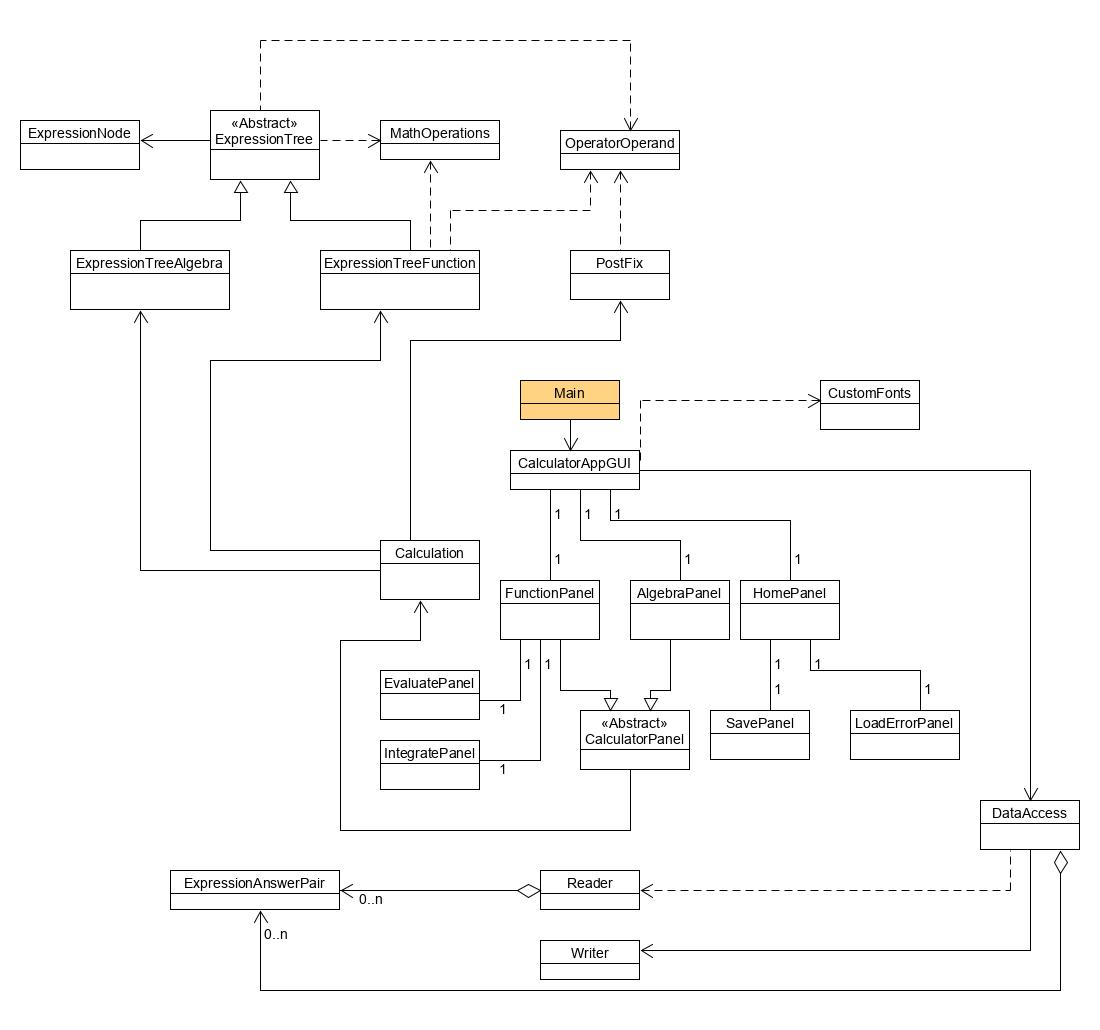 «Abstract»
ExpressionTree
ExpressionNode
MathOperations
OperatorOperand
ExpressionTreeAlgebra
ExpressionTreeFunction
PostFix
Main
CustomFonts
CalculatorAppGUI
1
1
1
Calculation
1
1
1
FunctionPanel
AlgebraPanel
HomePanel
1
1
1
1
EvaluatePanel
1
1
1
«Abstract»
CalculatorPanel
SavePanel
LoadErrorPanel
IntegratePanel
1
DataAccess
ExpressionAnswerPair
Reader
0..n
0..n
Writer